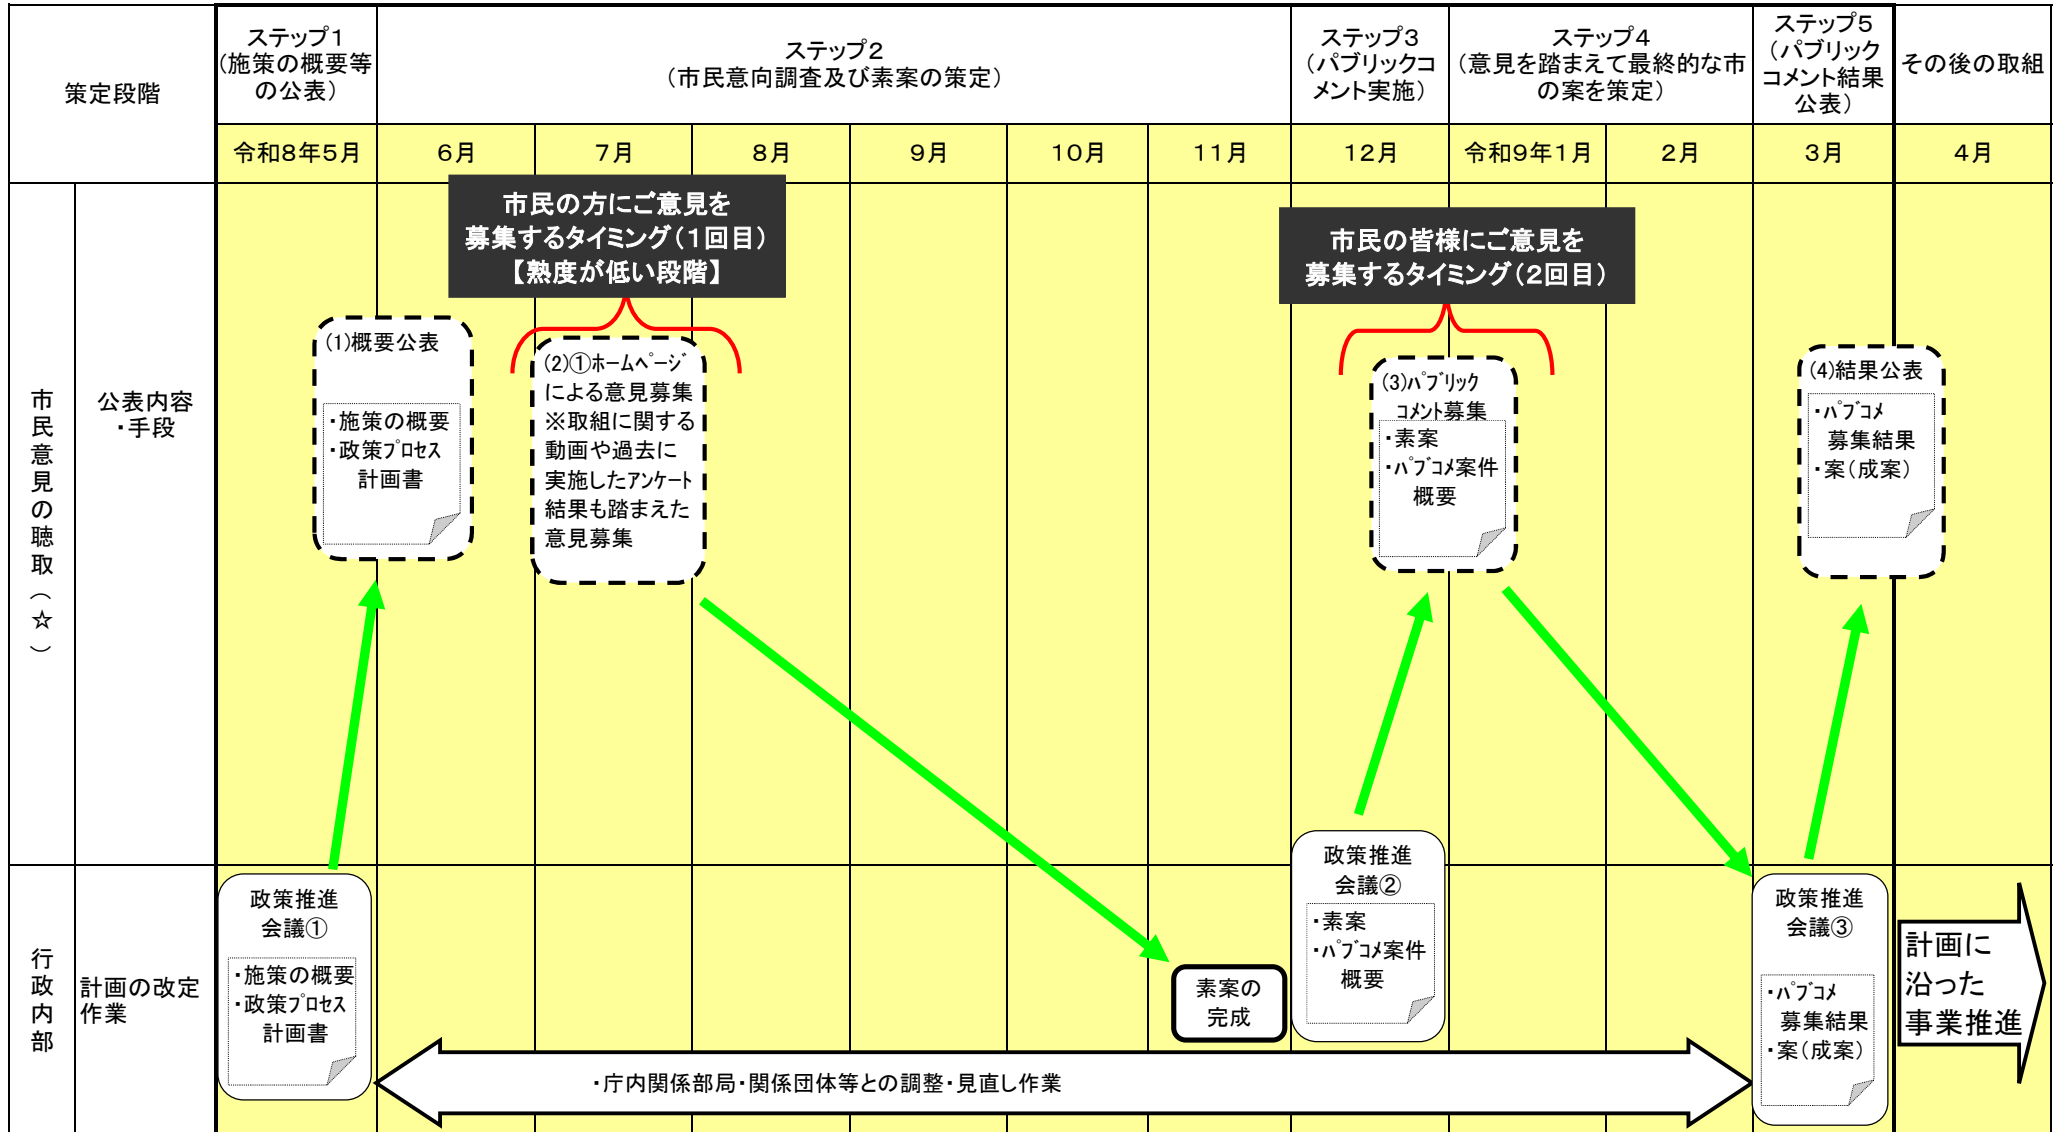 策定段階
ステップ1
(施策の概要等
の公表)
ステップ2
(市民意向調査及び素案の策定)
ステップ3
(パブリックコ
メント実施)
ステップ4
(意見を踏まえて最終的な市
の案を策定)
ステップ5
(パブリック
コメント結果
公表)
その後の取組
令和8年5月
6月
7月
8月
9月
10月
11月
12月
令和9年1月
2月
3月
4月
市民意見の聴取(☆)
公表内容
・手段
市民の方にご意見を
募集するタイミング(1回目)
【熟度が低い段階】
市民の皆様にご意見を
募集するタイミング(2回目)
(1)概要公表
・施策の概要
・政策プロセス
計画書
(2)①ホームページ
による意見募集
※取組に関する
動画や過去に
実施したアンケート
結果も踏まえた
意見募集
(3)パブリック
コメント募集
・素案
・パブコメ案件
概要
(4)結果公表
・パブコメ
募集結果
・案(成案)
行政内部
計画の改定
作業
政策推進
会議①
・施策の概要
・政策プロセス
計画書
素案の
完成
政策推進
会議②
・素案
・パブコメ案件
概要
政策推進
会議③
・パブコメ
募集結果
・案(成案)
計画に
沿った
事業推進
・庁内関係部局・関係団体等との調整・見直し作業